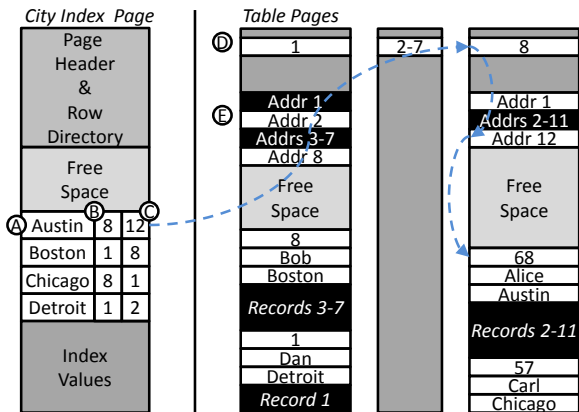 City Index Page
Page
Header
&
Row
Directory
Free
Space
A B C
Austin 8 12
Boston 1 8
Chicago 8 1
Detroit 1 2
Index
Values
Table Pages
D 1
E
Addr 1
Addr 2
Addrs 3-7
Addr 8
Free
Space
8
Bob
Boston
Records 3-7
1
Dan
Detroit
Record 1
2-7
8
Addr 1
Addrs 2-11
Addr 12
Free
Space
68
Alice
Austin
Records 2-11
57
Carl
Chicago